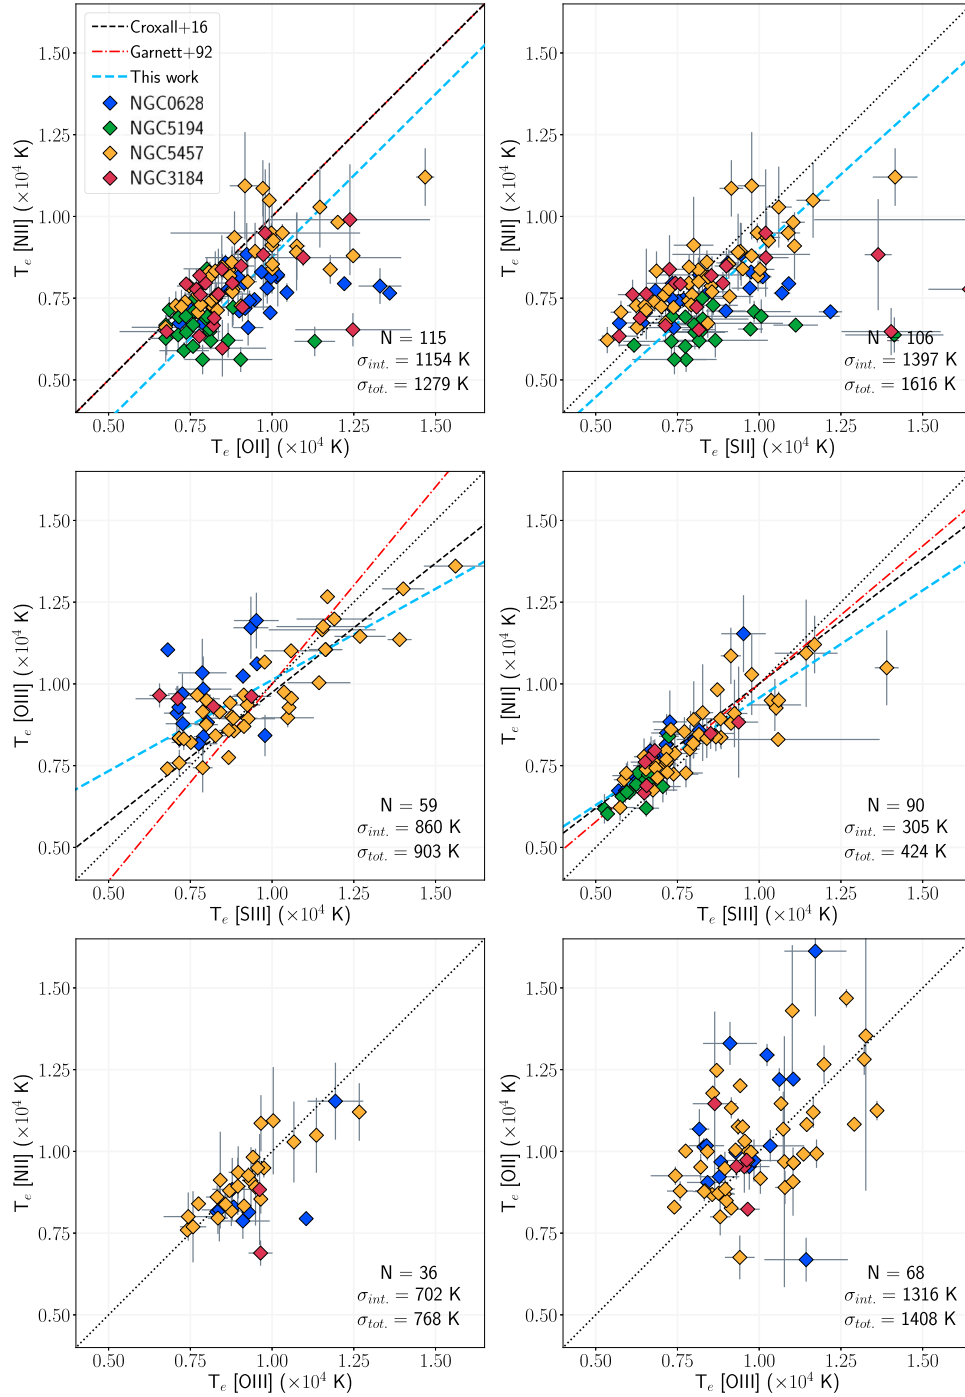 Croxall+16
Garnett+92
This work
NGC0628
NGC5194
NGC5457
NGC3184
1.50
1.25
1.00
0.75
0.50
T_e [NII] (×10^4 K)
N = 115
σ_int. = 1154 K
σ_tot. = 1279 K
0.50 0.75 1.00 1.25 1.50
T_e [OII] (×10^4 K)
1.50
1.25
1.00
0.75
0.50
T_e [NII] (×10^4 K)
N = 106
σ_int. = 1397 K
σ_tot. = 1616 K
0.50 0.75 1.00 1.25 1.50
T_e [SII] (×10^4 K)
1.50
1.25
1.00
0.75
0.50
T_e [OIII] (×10^4 K)
N = 59
σ_int. = 860 K
σ_tot. = 903 K
0.50 0.75 1.00 1.25 1.50
T_e [SIII] (×10^4 K)
1.50
1.25
1.00
0.75
0.50
T_e [NII] (×10^4 K)
N = 90
σ_int. = 305 K
σ_tot. = 424 K
0.50 0.75 1.00 1.25 1.50
T_e [SIII] (×10^4 K)
1.50
1.25
1.00
0.75
0.50
T_e [NII] (×10^4 K)
N = 36
σ_int. = 702 K
σ_tot. = 768 K
0.50 0.75 1.00 1.25 1.50
T_e [OIII] (×10^4 K)
1.50
1.25
1.00
0.75
0.50
T_e [OII] (×10^4 K)
N = 68
σ_int. = 1316 K
σ_tot. = 1408 K
0.50 0.75 1.00 1.25 1.50
T_e [OIII] (×10^4 K)